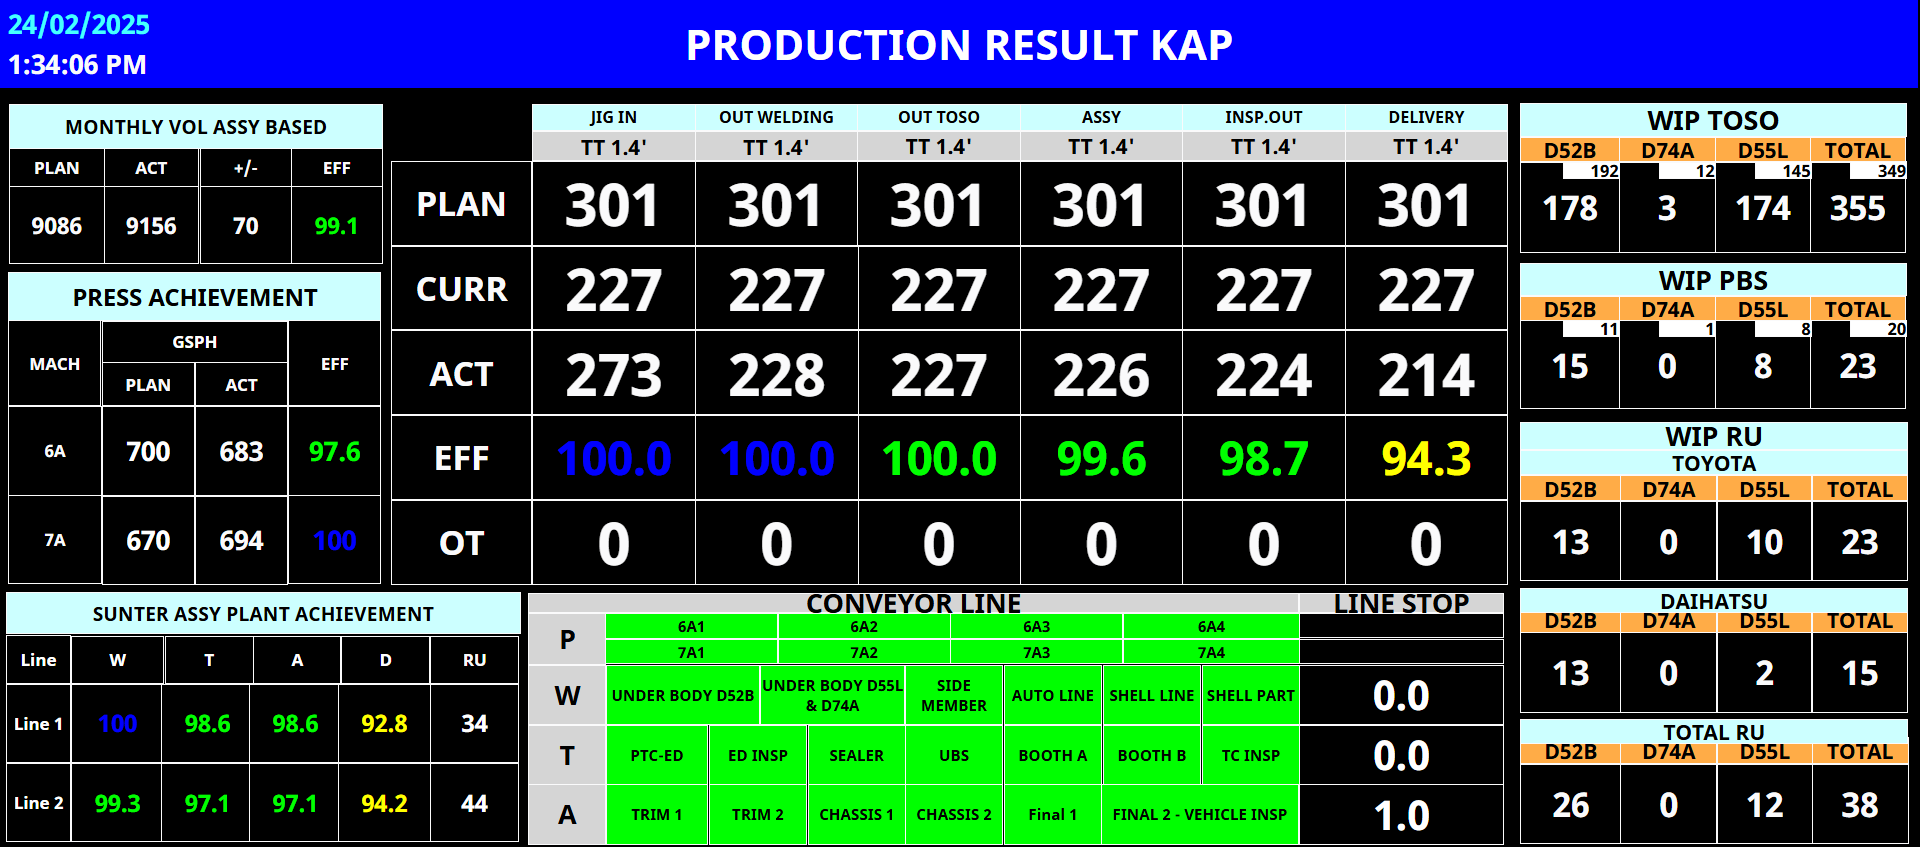 24/02/2025
1:34:06 PM
PRODUCTION RESULT KAP
MONTHLY VOL ASSY BASED
PLAN ACT +/- EFF
9086 9156 70 99.1
PRESS ACHIEVEMENT
MACH GSPH EFF
PLAN ACT
6A 700 683 97.6
7A 670 694 100
JIG IN OUT WELDING OUT TOSO ASSY INSP.OUT DELIVERY
TT 1.4' TT 1.4' TT 1.4' TT 1.4' TT 1.4' TT 1.4'
PLAN 301 301 301 301 301 301
CURR 227 227 227 227 227 227
ACT 273 228 227 226 224 214
EFF 100.0 100.0 100.0 99.6 98.7 94.3
OT 0 0 0 0 0 0
WIP TOSO
D52B D74A D55L TOTAL
192 12 145 349
178 3 174 355
WIP PBS
D52B D74A D55L TOTAL
11 1 8 20
15 0 8 23
WIP RU
TOYOTA
D52B D74A D55L TOTAL
13 0 10 23
DAIHATSU
D52B D74A D55L TOTAL
13 0 2 15
TOTAL RU
D52B D74A D55L TOTAL
26 0 12 38
SUNTER ASSY PLANT ACHIEVEMENT
Line W T A D RU
Line 1 100 98.6 98.6 92.8 34
Line 2 99.3 97.1 97.1 94.2 44
CONVEYOR LINE LINE STOP
P 6A1 6A2 6A3 6A4
7A1 7A2 7A3 7A4
W UNDER BODY D52B UNDER BODY D55L & D74A SIDE MEMBER AUTO LINE SHELL LINE SHELL PART 0.0
T PTC-ED ED INSP SEALER UBS BOOTH A BOOTH B TC INSP 0.0
A TRIM 1 TRIM 2 CHASSIS 1 CHASSIS 2 Final 1 FINAL 2 - VEHICLE INSP 1.0